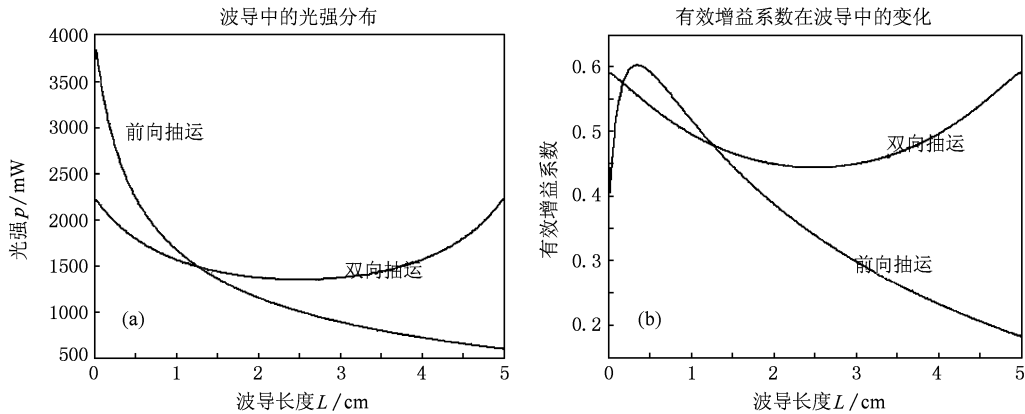 波导中的光强分布
4000
3500
3000
2500
2000
1500
1000
500
光强p/mW
前向抽运
双向抽运
(a)
0 1 2 3 4 5
波导长度L/cm
有效增益系数在波导中的变化
0.6
0.5
0.4
0.3
0.2
有效增益系数
双向抽运
前向抽运
(b)
0 1 2 3 4 5
波导长度L/cm